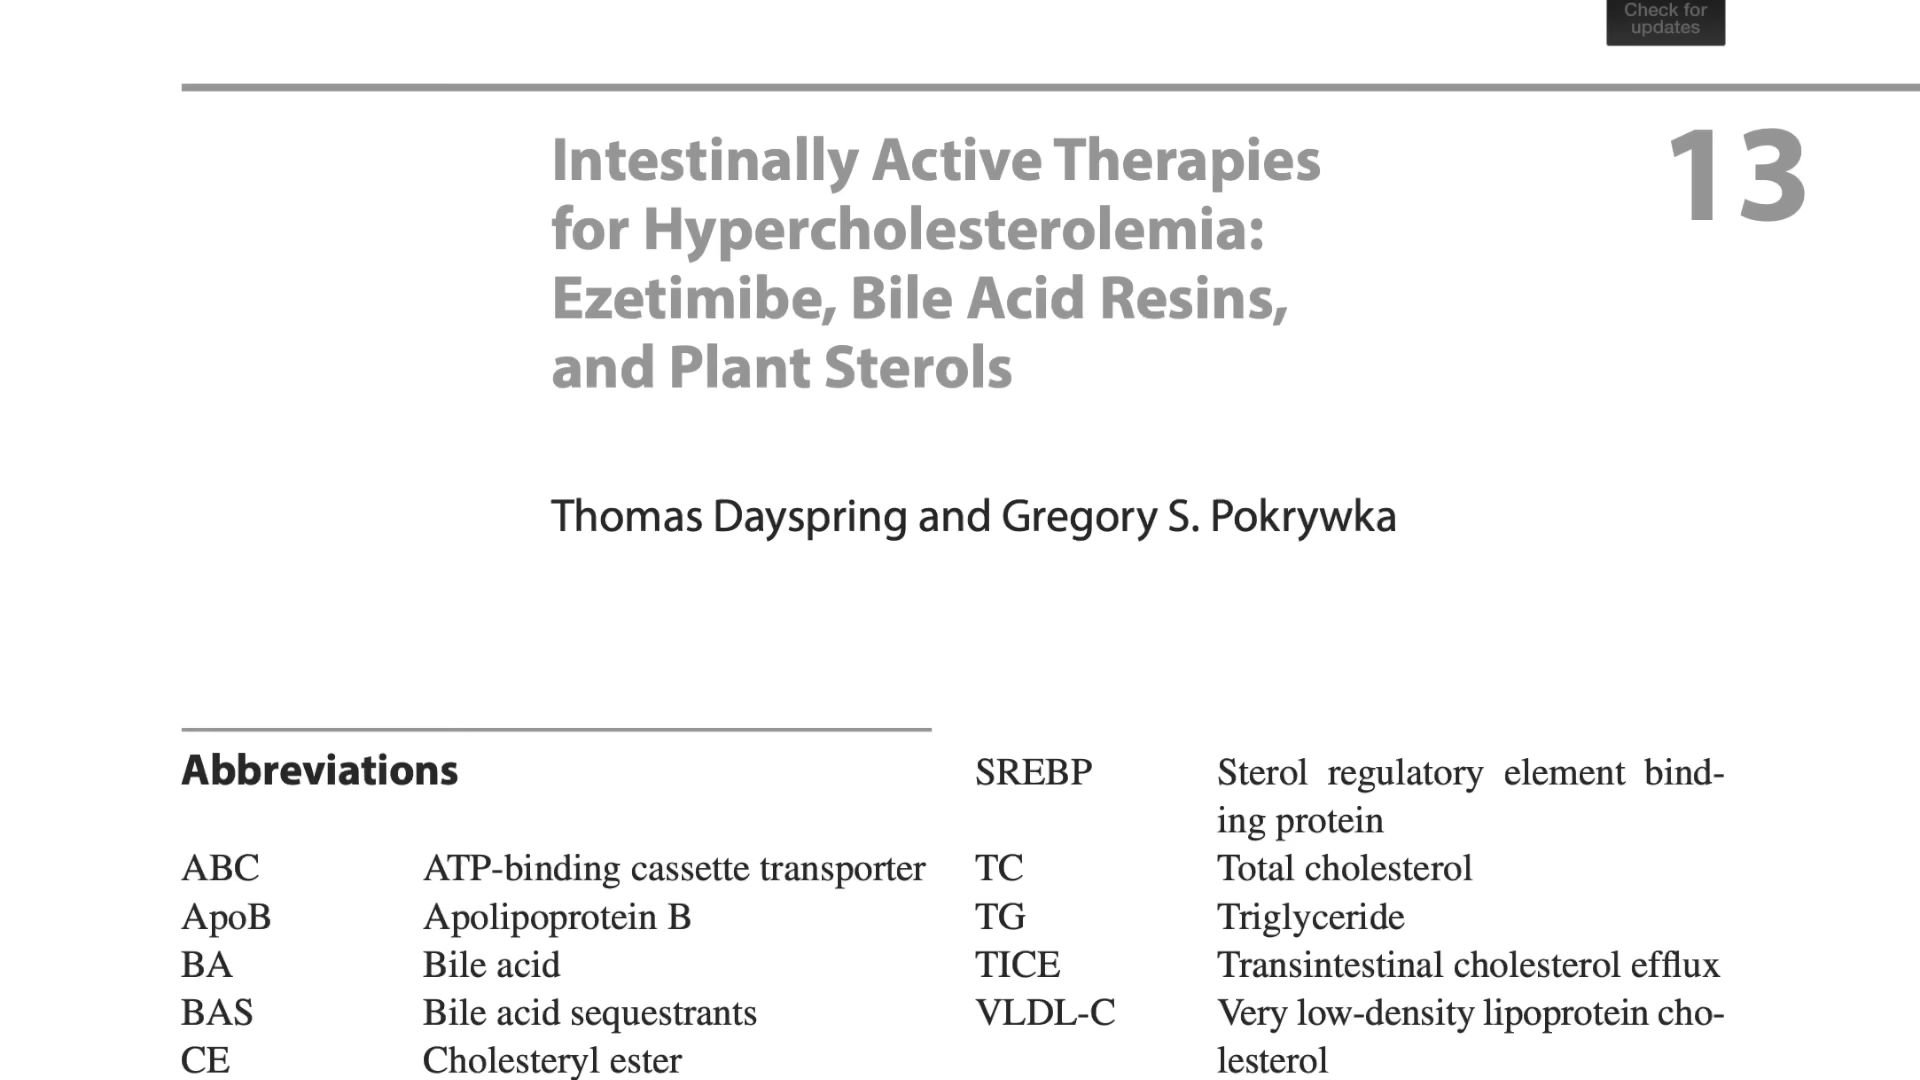 Check for
updates
Intestinally Active Therapies
for Hypercholesterolemia:
Ezetimibe, Bile Acid Resins,
and Plant Sterols
13
Thomas Dayspring and Gregory S. Pokrywka
Abbreviations
ABC ATP-binding cassette transporter
ApoB Apolipoprotein B
BA Bile acid
BAS Bile acid sequestrants
CE Cholesteryl ester
SREBP Sterol regulatory element bind-
ing protein
TC Total cholesterol
TG Triglyceride
TICE Transintestinal cholesterol efflux
VLDL-C Very low-density lipoprotein cho-
lesterol